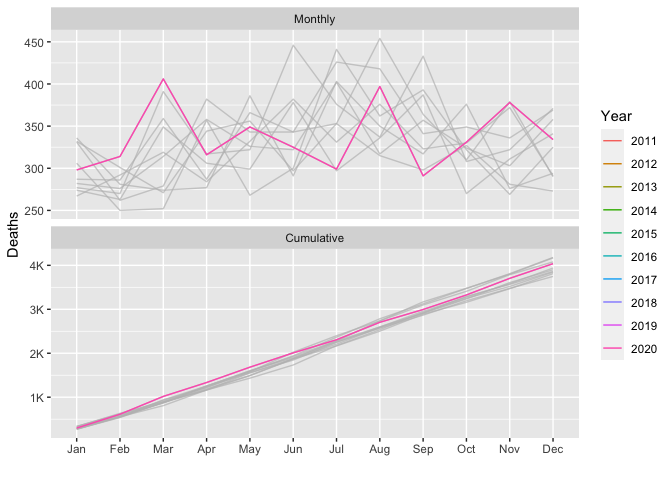 Monthly
450
400
350
300
250
Cumulative
4K
3K
2K
1K
Deaths
Jan Feb Mar Apr May Jun Jul Aug Sep Oct Nov Dec
Year
2011
2012
2013
2014
2015
2016
2017
2018
2019
2020